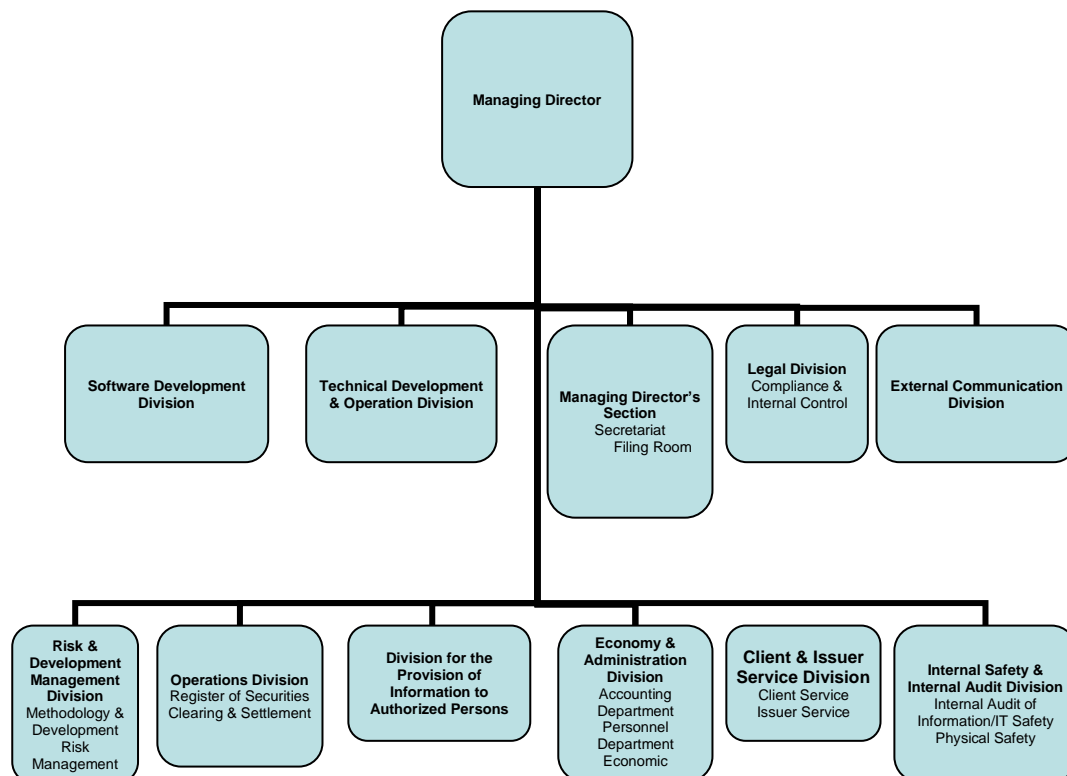 Managing Director
Software Development
Division
Technical Development
& Operation Division
Managing Director’s
Section
Secretariat
Filing Room
Legal Division
Compliance &
Internal Control
External Communication
Division
Risk &
Development
Management
Division
Methodology &
Development
Risk
Management
Operations Division
Register of Securities
Clearing & Settlement
Division for the
Provision of
Information to
Authorized Persons
Economy &
Administration
Division
Accounting
Department
Personnel
Department
Economic
Client & Issuer
Service Division
Client Service
Issuer Service
Internal Safety &
Internal Audit Division
Internal Audit of
Information/IT Safety
Physical Safety